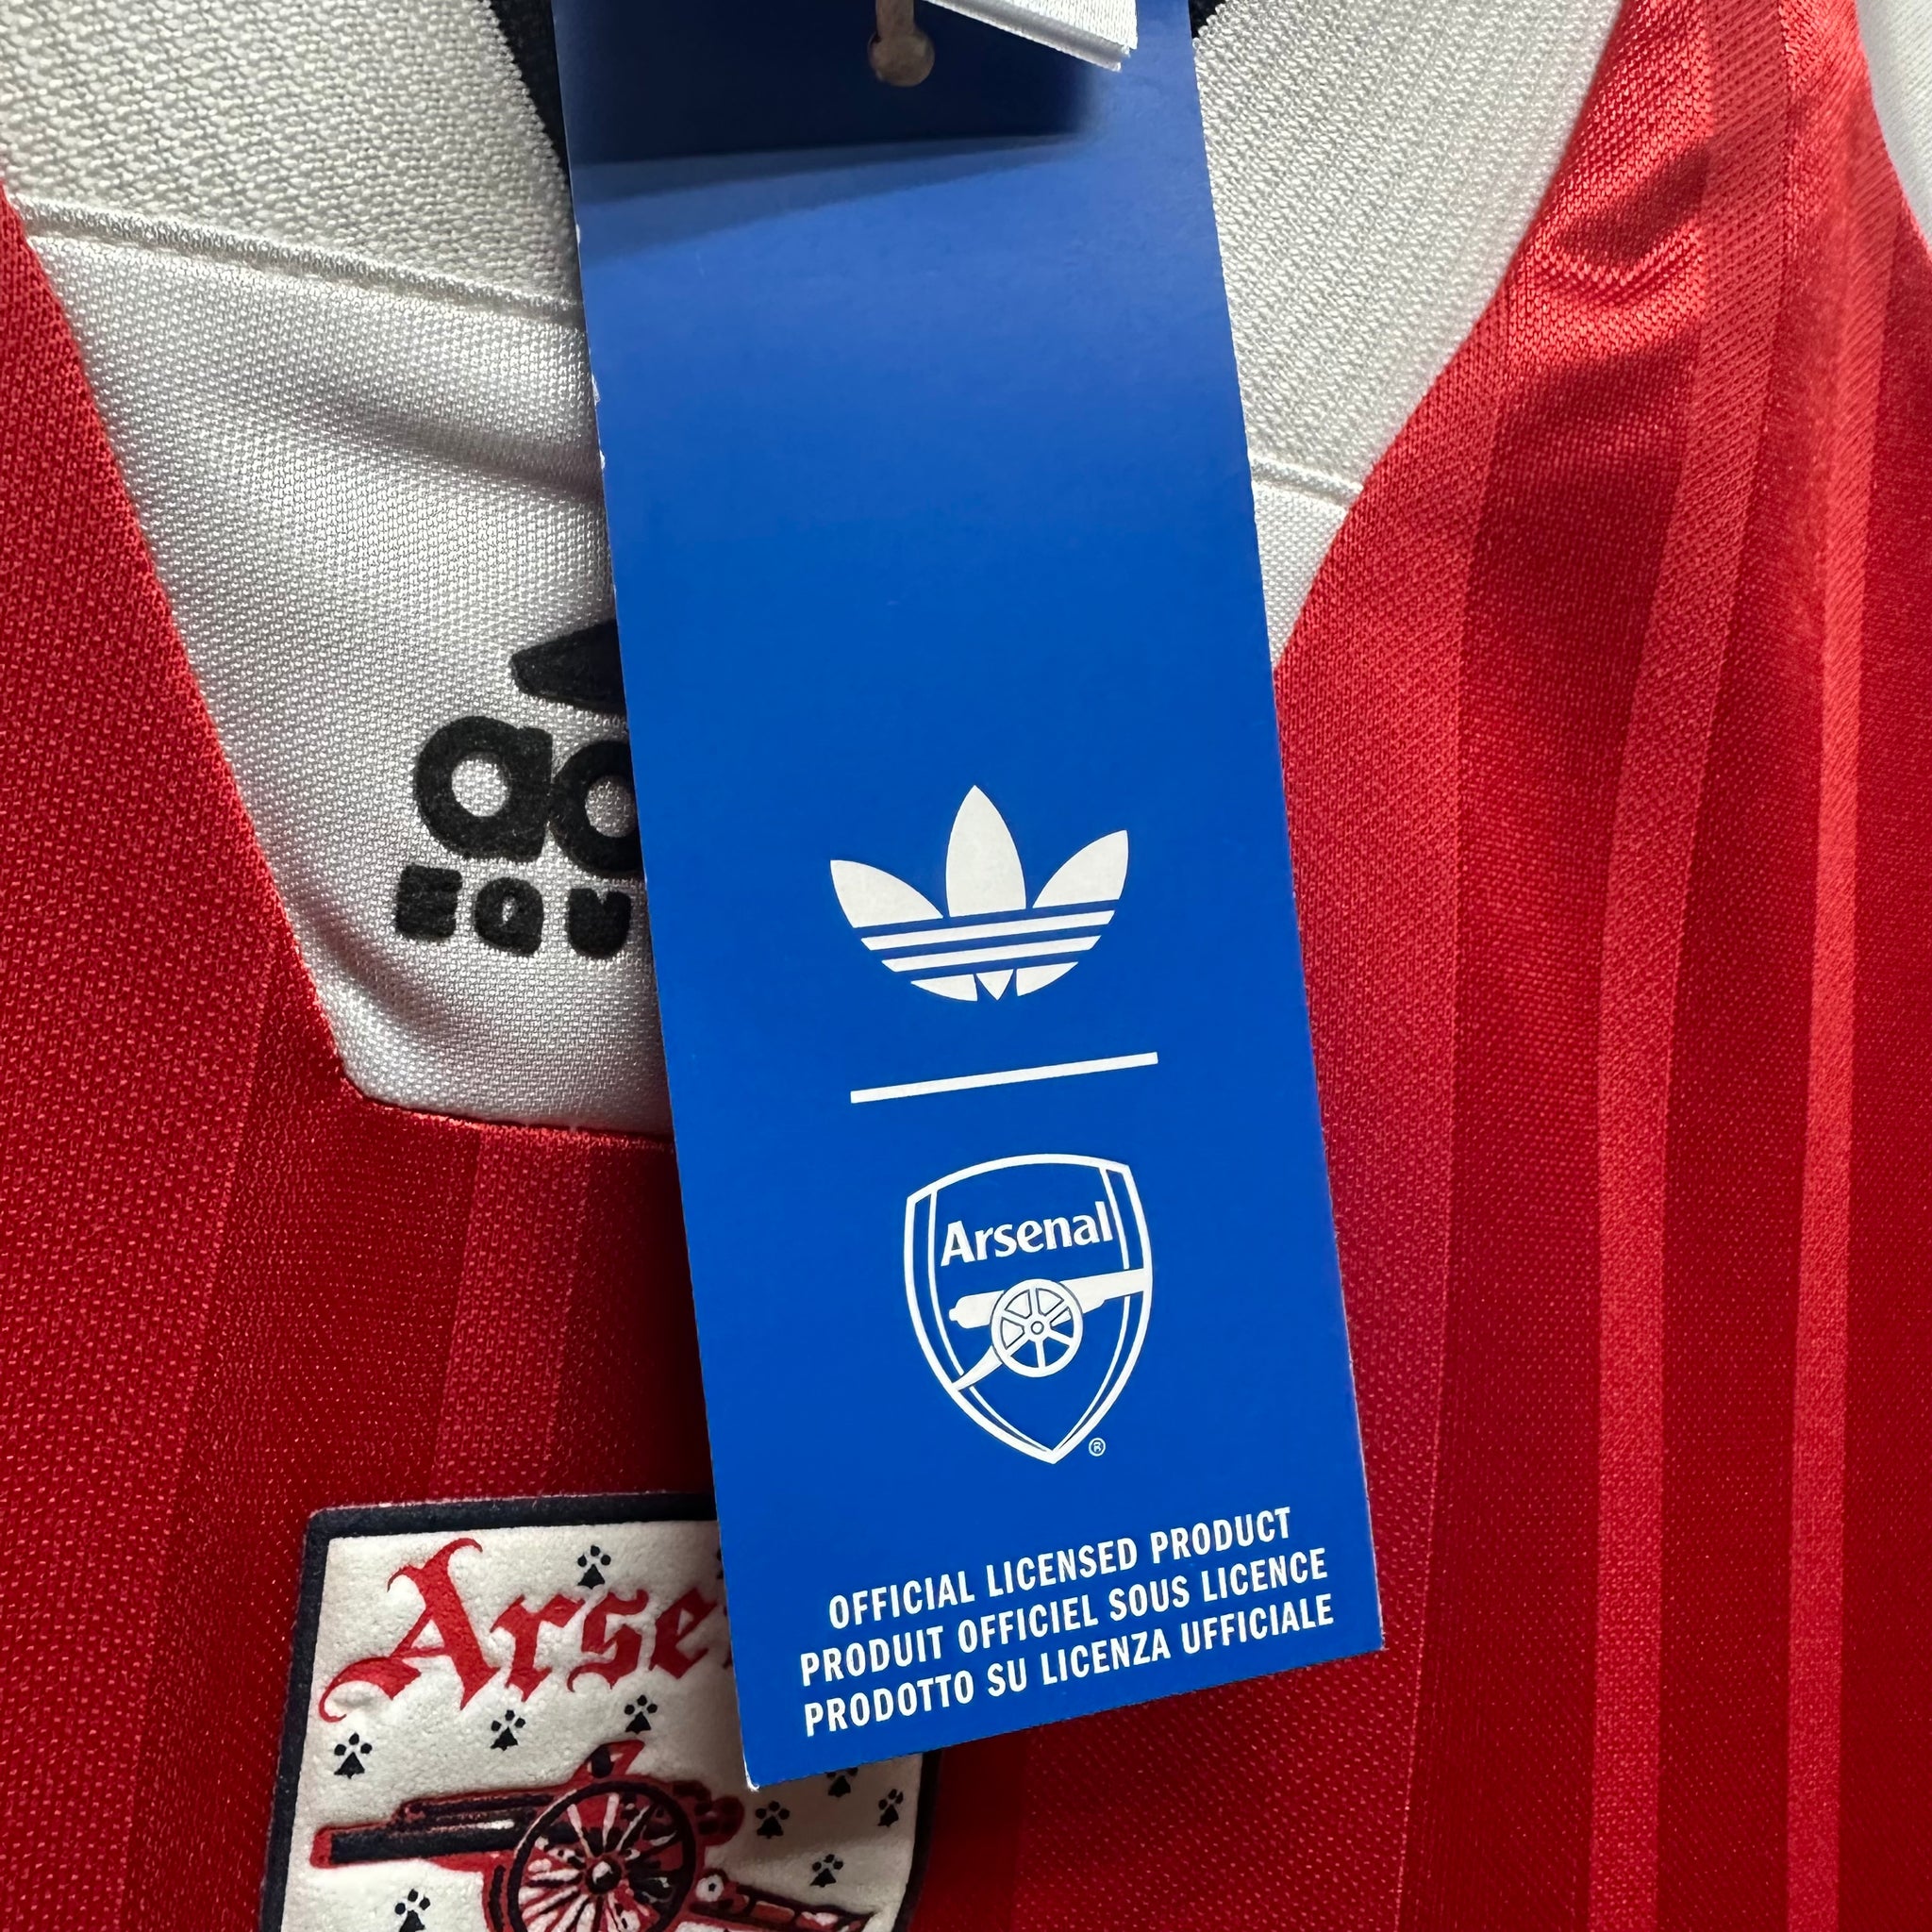 Arsenal
®
OFFICIAL LICENSED PRODUCT
PRODUIT OFFICIEL SOUS LICENCE
PRODOTTO SU LICENZA UFFICIALE